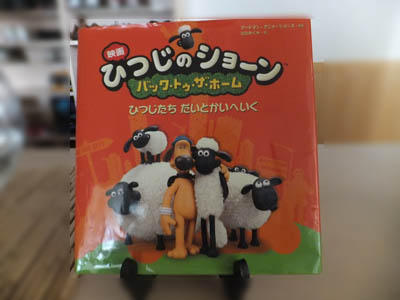 映画
ひつじのショーン
バック・トゥ・ザ・ホーム
ひつじたち だいとかいへいく